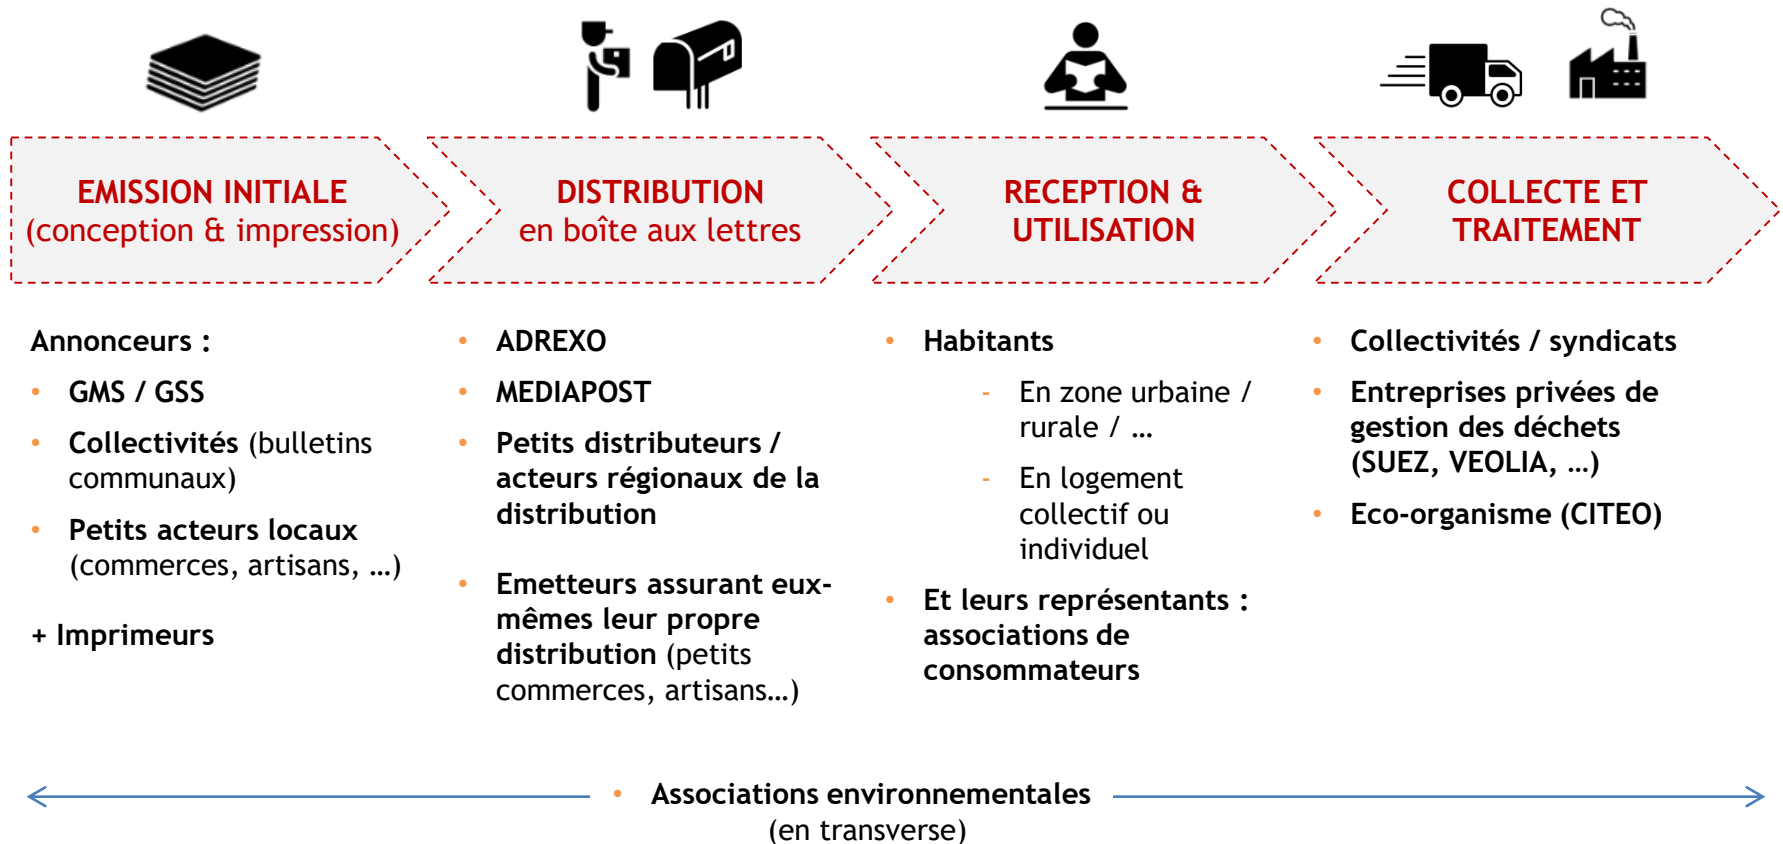 EMISSION INITIALE
(conception & impression)
DISTRIBUTION
en boîte aux lettres
RECEPTION &
UTILISATION
COLLECTE ET
TRAITEMENT
Annonceurs :
• GMS / GSS
• Collectivités (bulletins
communaux)
• Petits acteurs locaux
(commerces, artisans, …)
+ Imprimeurs
• ADREXO
• MEDIAPOST
• Petits distributeurs /
acteurs régionaux de la
distribution
• Emetteurs assurant eux-
mêmes leur propre
distribution (petits
commerces, artisans…)
• Habitants
- En zone urbaine /
rurale / …
- En logement
collectif ou
individuel
• Et leurs représentants :
associations de
consommateurs
• Collectivités / syndicats
• Entreprises privées de
gestion des déchets
(SUEZ, VEOLIA, …)
• Eco-organisme (CITEO)
• Associations environnementales
(en transverse)